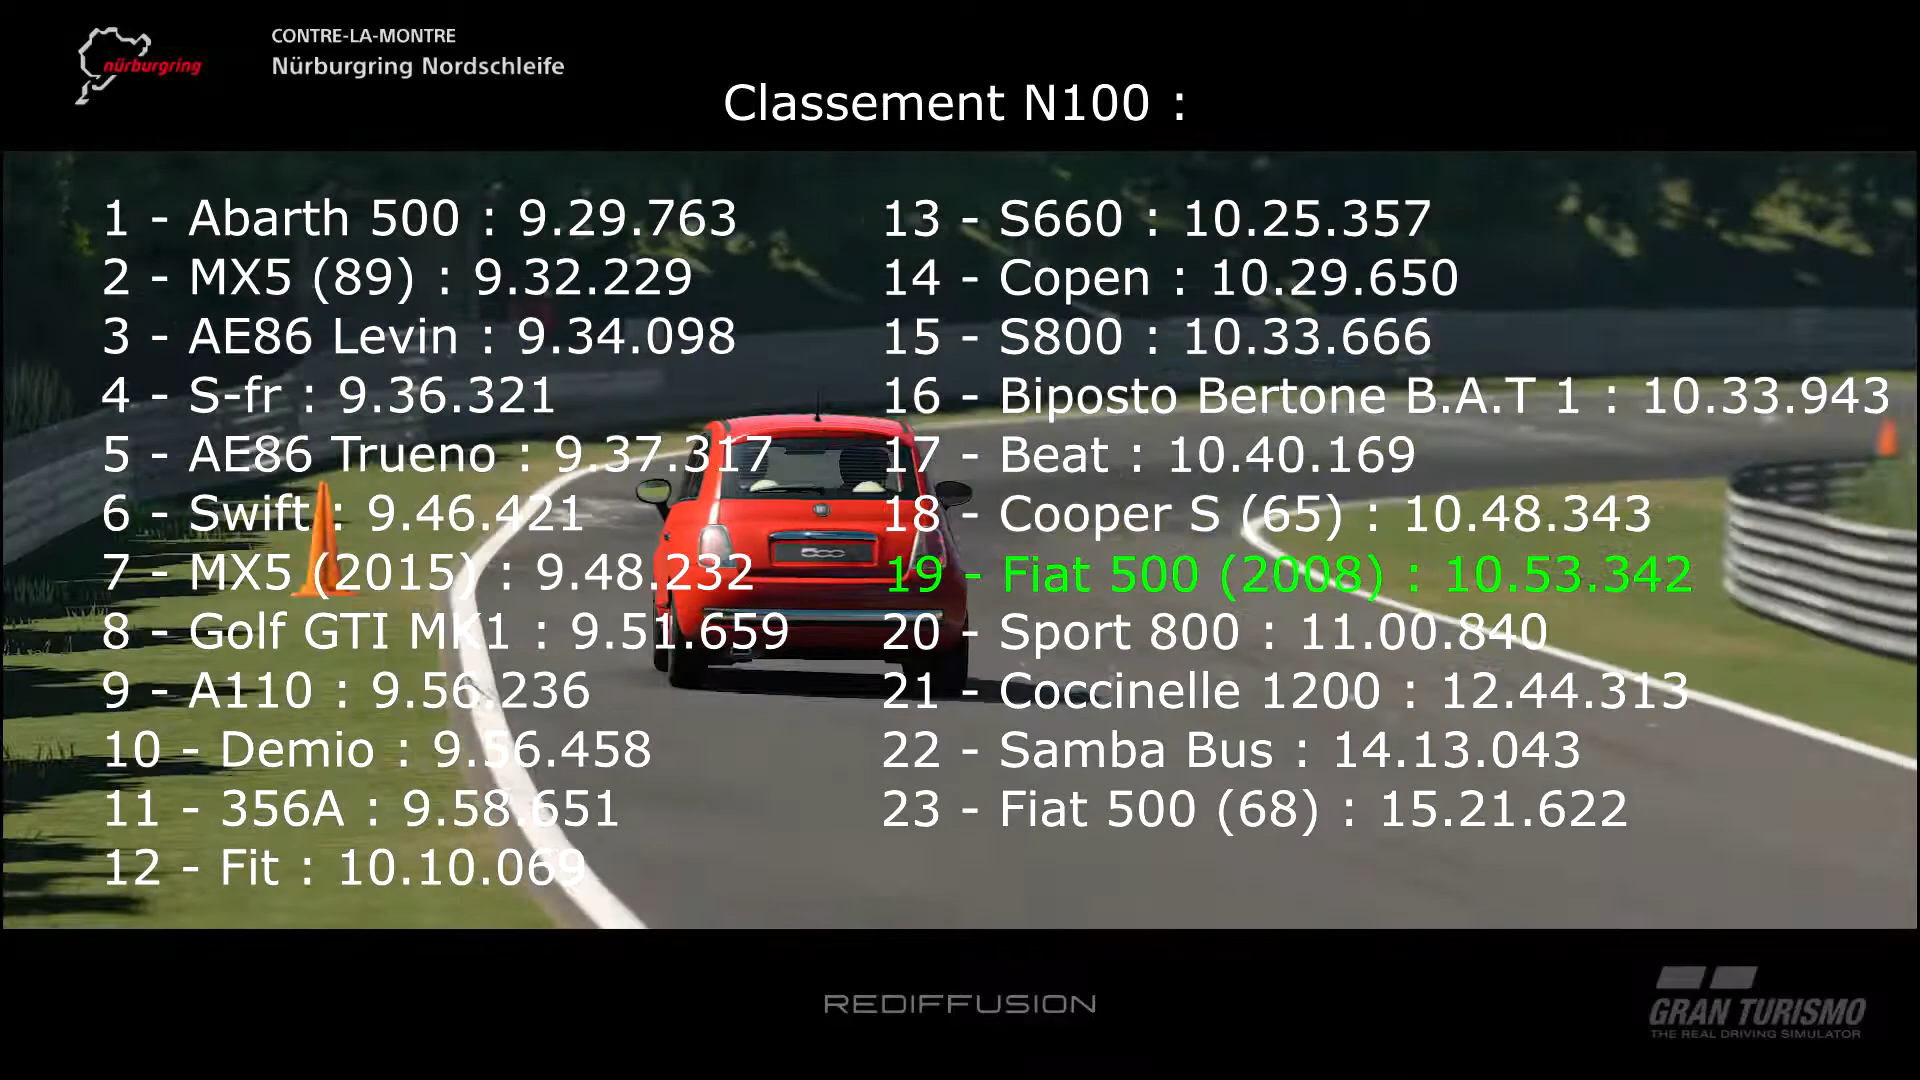 nürburgring
CONTRE-LA-MONTRE
Nürburgring Nordschleife
Classement N100 :
1 - Abarth 500 : 9.29.763
2 - MX5 (89) : 9.32.229
3 - AE86 Levin : 9.34.098
4 - S-fr : 9.36.321
5 - AE86 Trueno : 9.37.317
6 - Swift : 9.46.421
7 - MX5 (2015) : 9.48.232
8 - Golf GTI MK1 : 9.51.659
9 - A110 : 9.56.236
10 - Demio : 9.56.458
11 - 356A : 9.58.651
12 - Fit : 10.10.069
13 - S660 : 10.25.357
14 - Copen : 10.29.650
15 - S800 : 10.33.666
16 - Biposto Bertone B.A.T 1 : 10.33.943
17 - Beat : 10.40.169
18 - Cooper S (65) : 10.48.343
19 - Fiat 500 (2008) : 10.53.342
20 - Sport 800 : 11.00.840
21 - Coccinelle 1200 : 12.44.313
22 - Samba Bus : 14.13.043
23 - Fiat 500 (68) : 15.21.622
500
REDIFFUSION
GRAN TURISMO
THE REAL DRIVING SIMULATOR